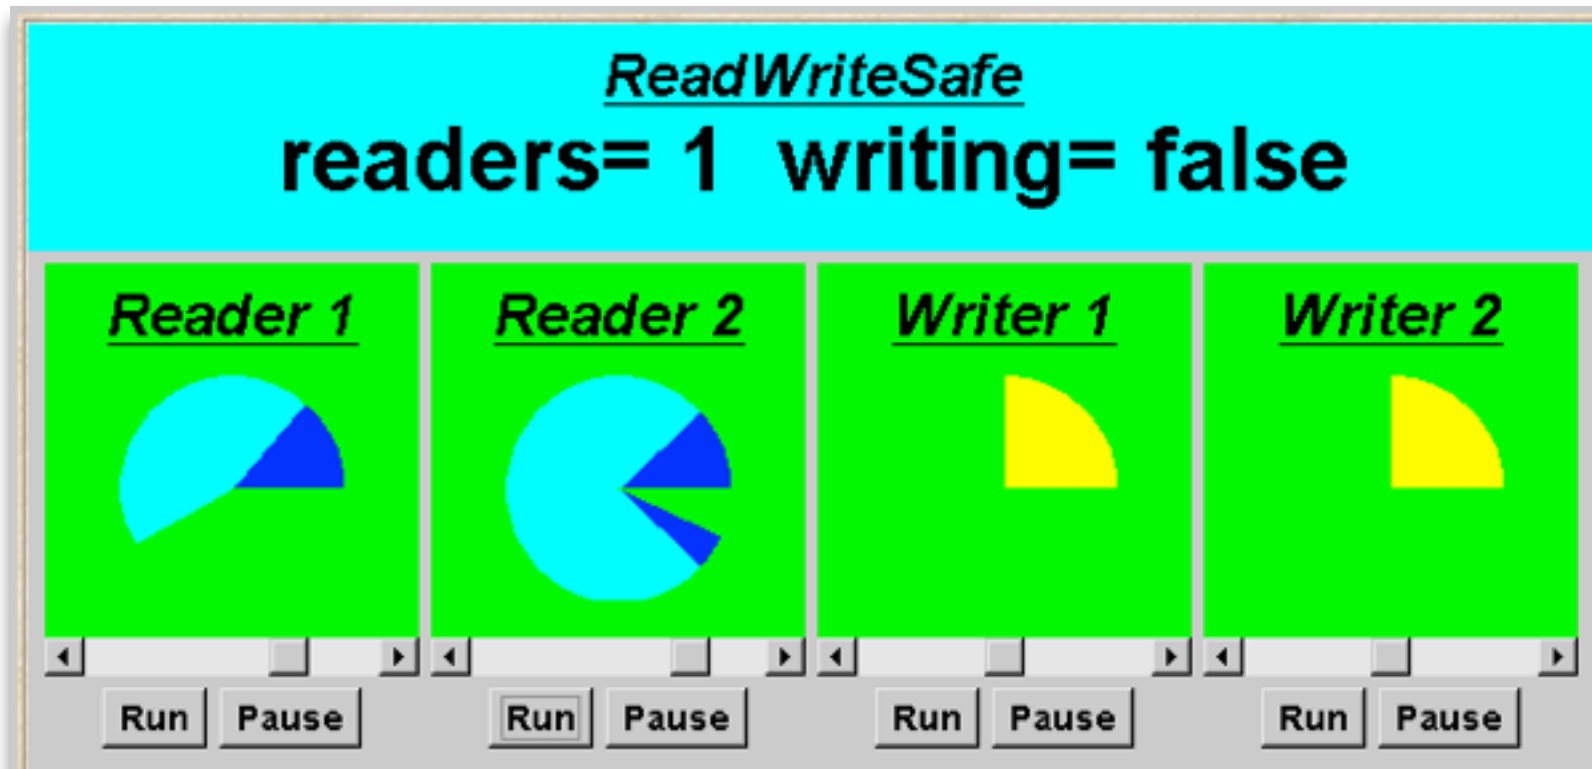 ReadWriteSafe
readers= 1 writing= false
Reader 1 Reader 2 Writer 1 Writer 2
Run Pause Run Pause Run Pause Run Pause